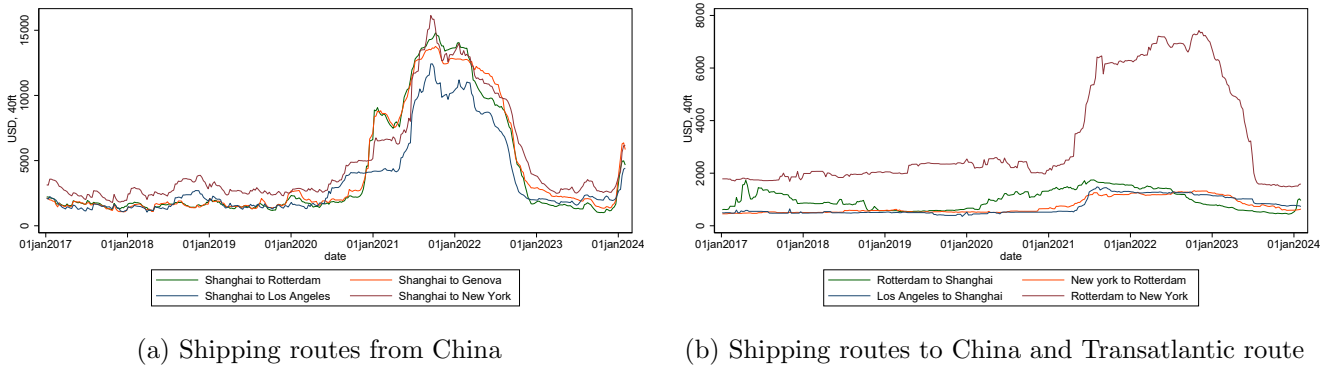 USD, 40ft
15000
10000
5000
0
01jan2017 01jan2018 01jan2019 01jan2020 01jan2021 01jan2022 01jan2023 01jan2024
date
Shanghai to Rotterdam Shanghai to Genova
Shanghai to Los Angeles Shanghai to New York
(a) Shipping routes from China
USD, 40ft
8000
6000
4000
2000
0
01jan2017 01jan2018 01jan2019 01jan2020 01jan2021 01jan2022 01jan2023 01jan2024
date
Rotterdam to Shanghai New york to Rotterdam
Los Angeles to Shanghai Rotterdam to New York
(b) Shipping routes to China and Transatlantic route